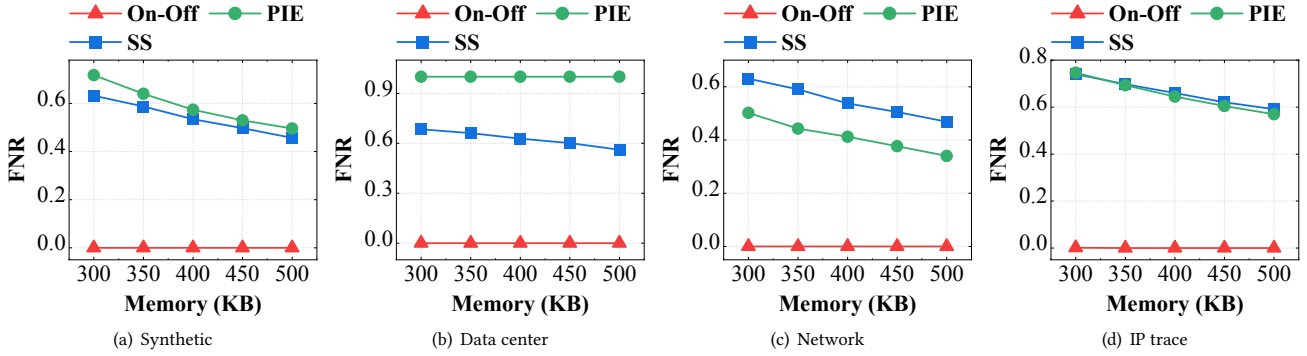 On-Off PIE
SS
FNR
0.6
0.4
0.2
0.0
300 350 400 450 500
Memory (KB)
(a) Synthetic
On-Off PIE
SS
FNR
0.9
0.6
0.3
0.0
300 350 400 450 500
Memory (KB)
(b) Data center
On-Off PIE
SS
FNR
0.6
0.4
0.2
0.0
300 350 400 450 500
Memory (KB)
(c) Network
On-Off PIE
SS
FNR
0.8
0.6
0.4
0.2
0.0
300 350 400 450 500
Memory (KB)
(d) IP trace